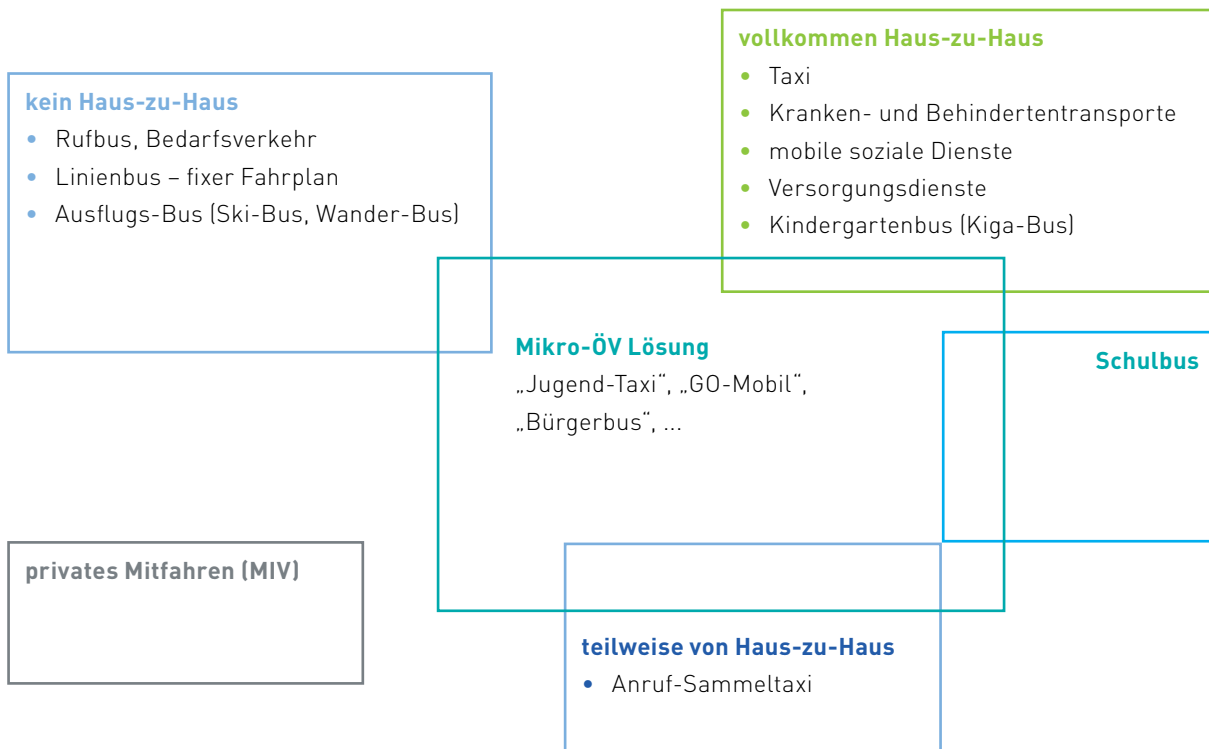 vollkommen Haus-zu-Haus
• Taxi
• Kranken- und Behindertentransporte
• mobile soziale Dienste
• Versorgungsdienste
• Kindergartenbus (Kiga-Bus)
kein Haus-zu-Haus
• Rufbus, Bedarfsverkehr
• Linienbus – fixer Fahrplan
• Ausflugs-Bus (Ski-Bus, Wander-Bus)
Mikro-ÖV Lösung
„Jugend-Taxi“, „GO-Mobil“,
„Bürgerbus“, ...
Schulbus
privates Mitfahren (MIV)
teilweise von Haus-zu-Haus
• Anruf-Sammeltaxi